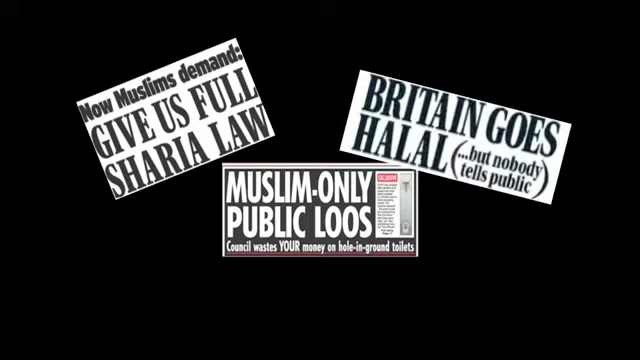 Now Muslims demand:
GIVE US FULL
SHARIA LAW
BRITAIN GOES
HALAL (...but nobody
tells public)
MUSLIM-ONLY
PUBLIC LOOS
EXCLUSIVE
Council wastes YOUR money on hole-in-ground toilets